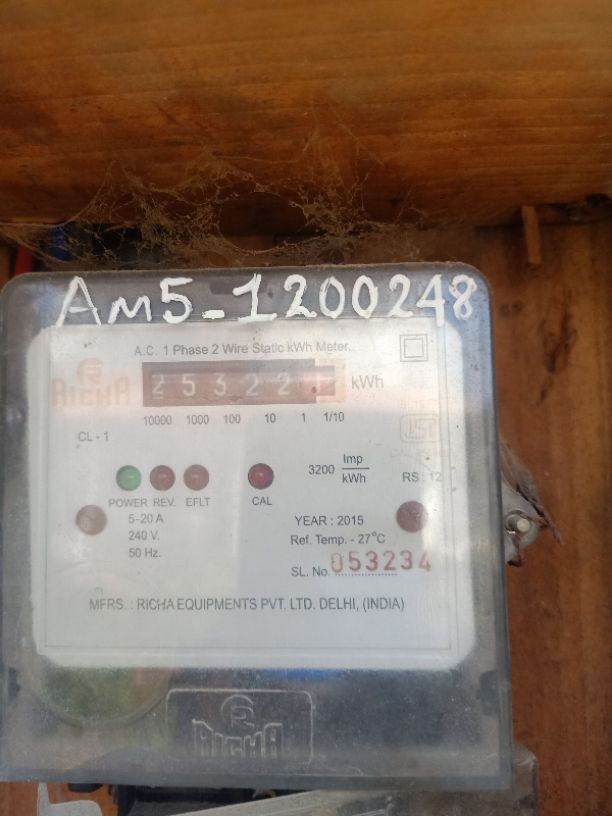 Am5-1200248
A.C. 1 Phase 2 Wire Static kWh Meter.
RICHA
25322 kWh
10000 1000 100 10 1 1/10
CL - 1
3200 Imp/kWh
RS : 12
POWER REV. EFLT CAL
5-20 A
240 V.
50 Hz.
YEAR : 2015
Ref. Temp. - 27°C
SL. No. 053234
MFRS. : RICHA EQUIPMENTS PVT. LTD. DELHI, (INDIA)
RICHA